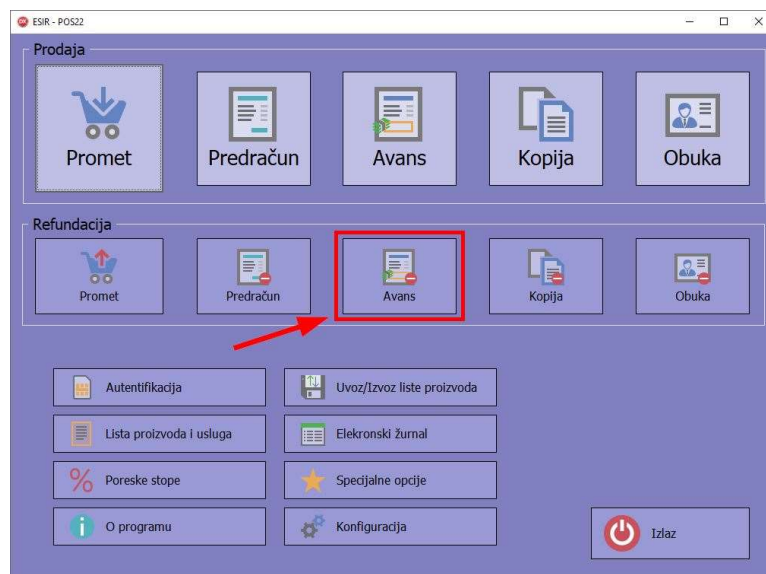 ESIR - POS22
Prodaja
Promet
Predračun
Avans
Kopija
Obuka
Refundacija
Promet
Predračun
Avans
Kopija
Obuka
Autentifikacija
Uvoz/Izvoz liste proizvoda
Lista proizvoda i usluga
Elekronski žurnal
Poreske stope
Specijalne opcije
O programu
Konfiguracija
Izlaz